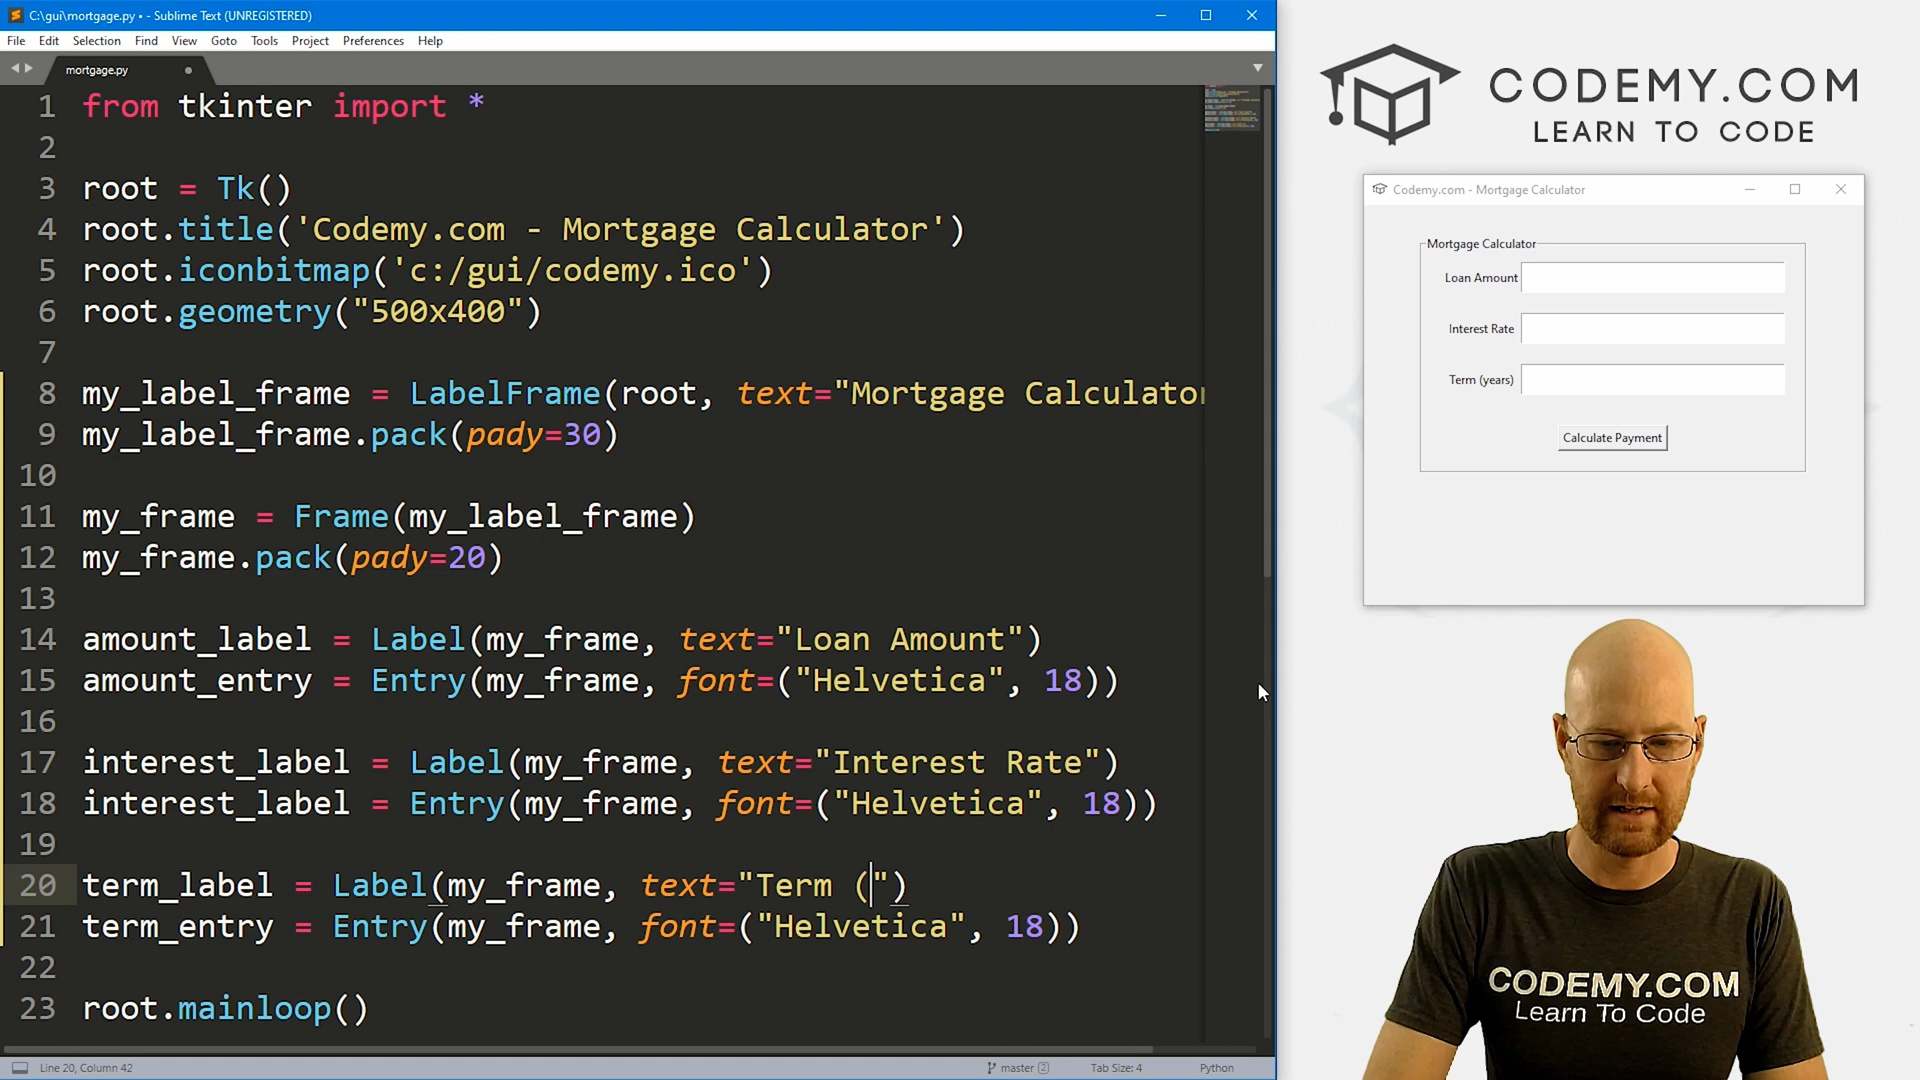 C:\gui\mortgage.py • - Sublime Text (UNREGISTERED)
File Edit Selection Find View Goto Tools Project Preferences Help
mortgage.py
1 from tkinter import *
2
3 root = Tk()
4 root.title('Codemy.com - Mortgage Calculator')
5 root.iconbitmap('c:/gui/codemy.ico')
6 root.geometry("500x400")
7
8 my_label_frame = LabelFrame(root, text="Mortgage Calculator
9 my_label_frame.pack(pady=30)
10
11 my_frame = Frame(my_label_frame)
12 my_frame.pack(pady=20)
13
14 amount_label = Label(my_frame, text="Loan Amount")
15 amount_entry = Entry(my_frame, font=("Helvetica", 18))
16
17 interest_label = Label(my_frame, text="Interest Rate")
18 interest_label = Entry(my_frame, font=("Helvetica", 18))
19
20 term_label = Label(my_frame, text="Term (")
21 term_entry = Entry(my_frame, font=("Helvetica", 18))
22
23 root.mainloop()
Line 20, Column 42
master 2
Tab Size: 4
Python
CODEMY.COM
LEARN TO CODE
Codemy.com - Mortgage Calculator
Mortgage Calculator
Loan Amount
Interest Rate
Term (years)
Calculate Payment
CODEMY.COM
Learn To Code